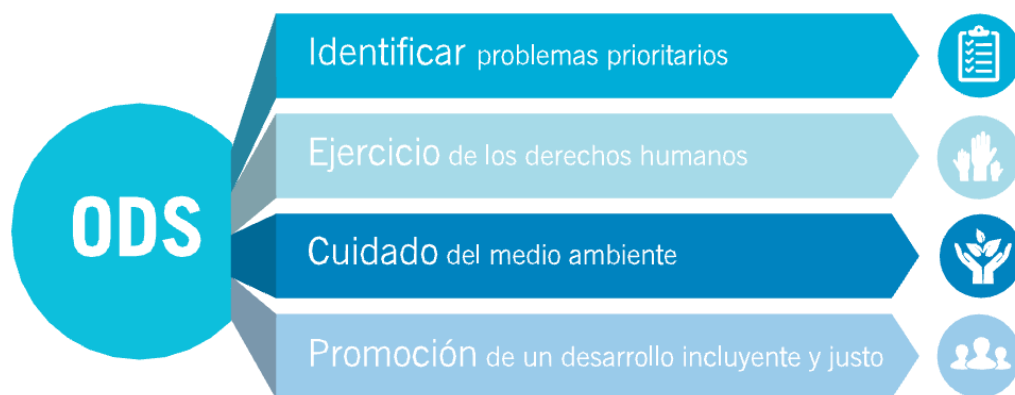 ODS
Identificar problemas prioritarios
Ejercicio de los derechos humanos
Cuidado del medio ambiente
Promoción de un desarrollo incluyente y justo